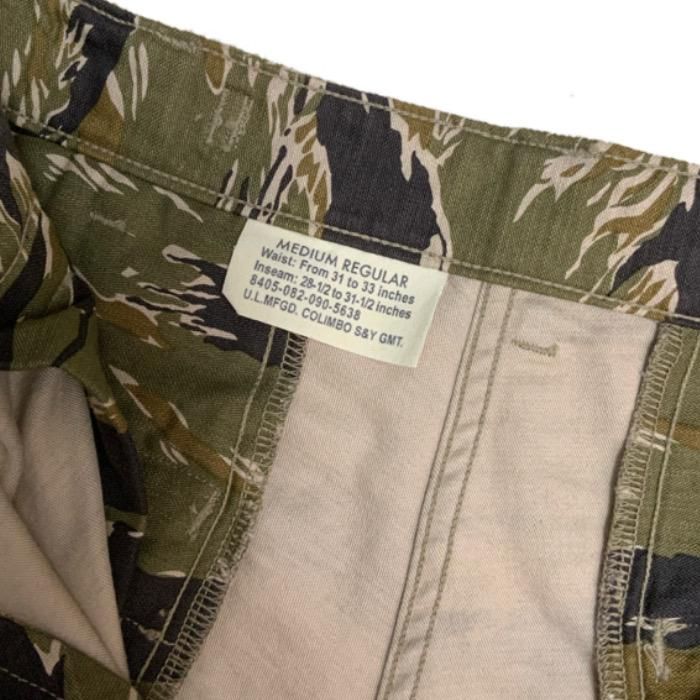 MEDIUM REGULAR
Waist: From 31 to 33 inches
Inseam: 28-1/2 to 31-1/2 inches
8405-082-090-5638
U.L.MFGD. COLIMBO S&Y GMT.